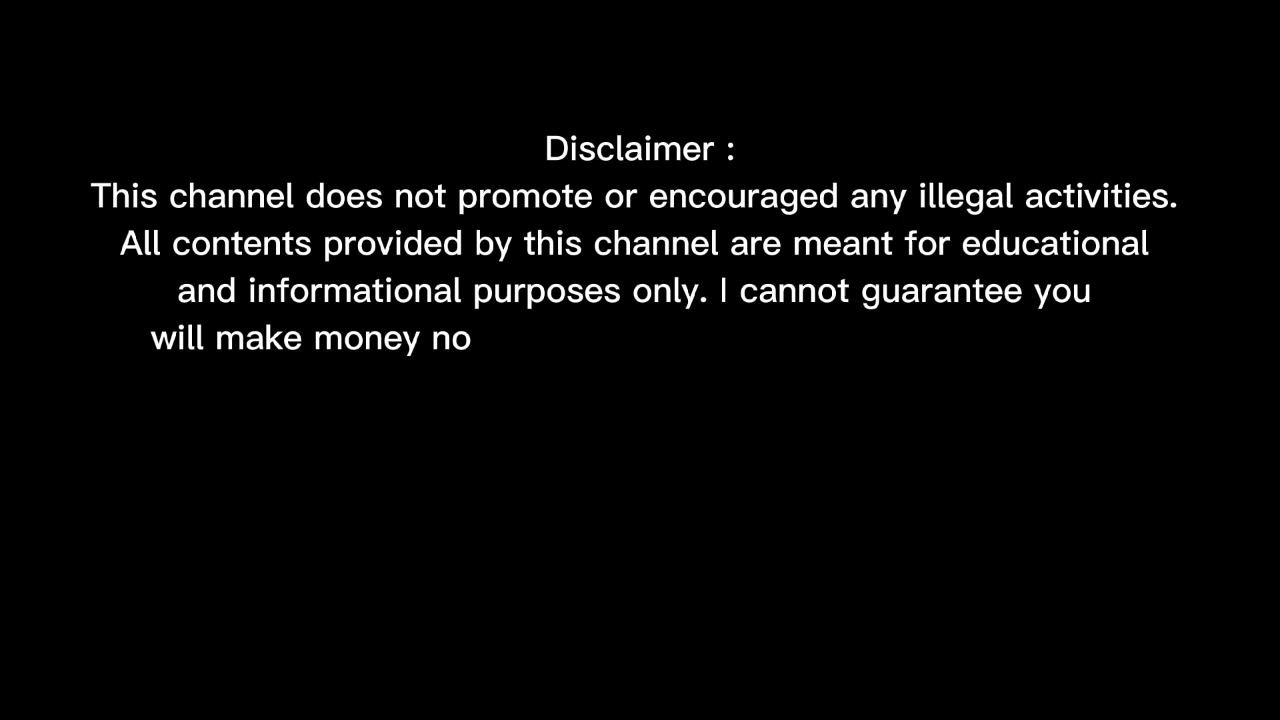 Disclaimer :
This channel does not promote or encouraged any illegal activities.
All contents provided by this channel are meant for educational
and informational purposes only. I cannot guarantee you
will make money no